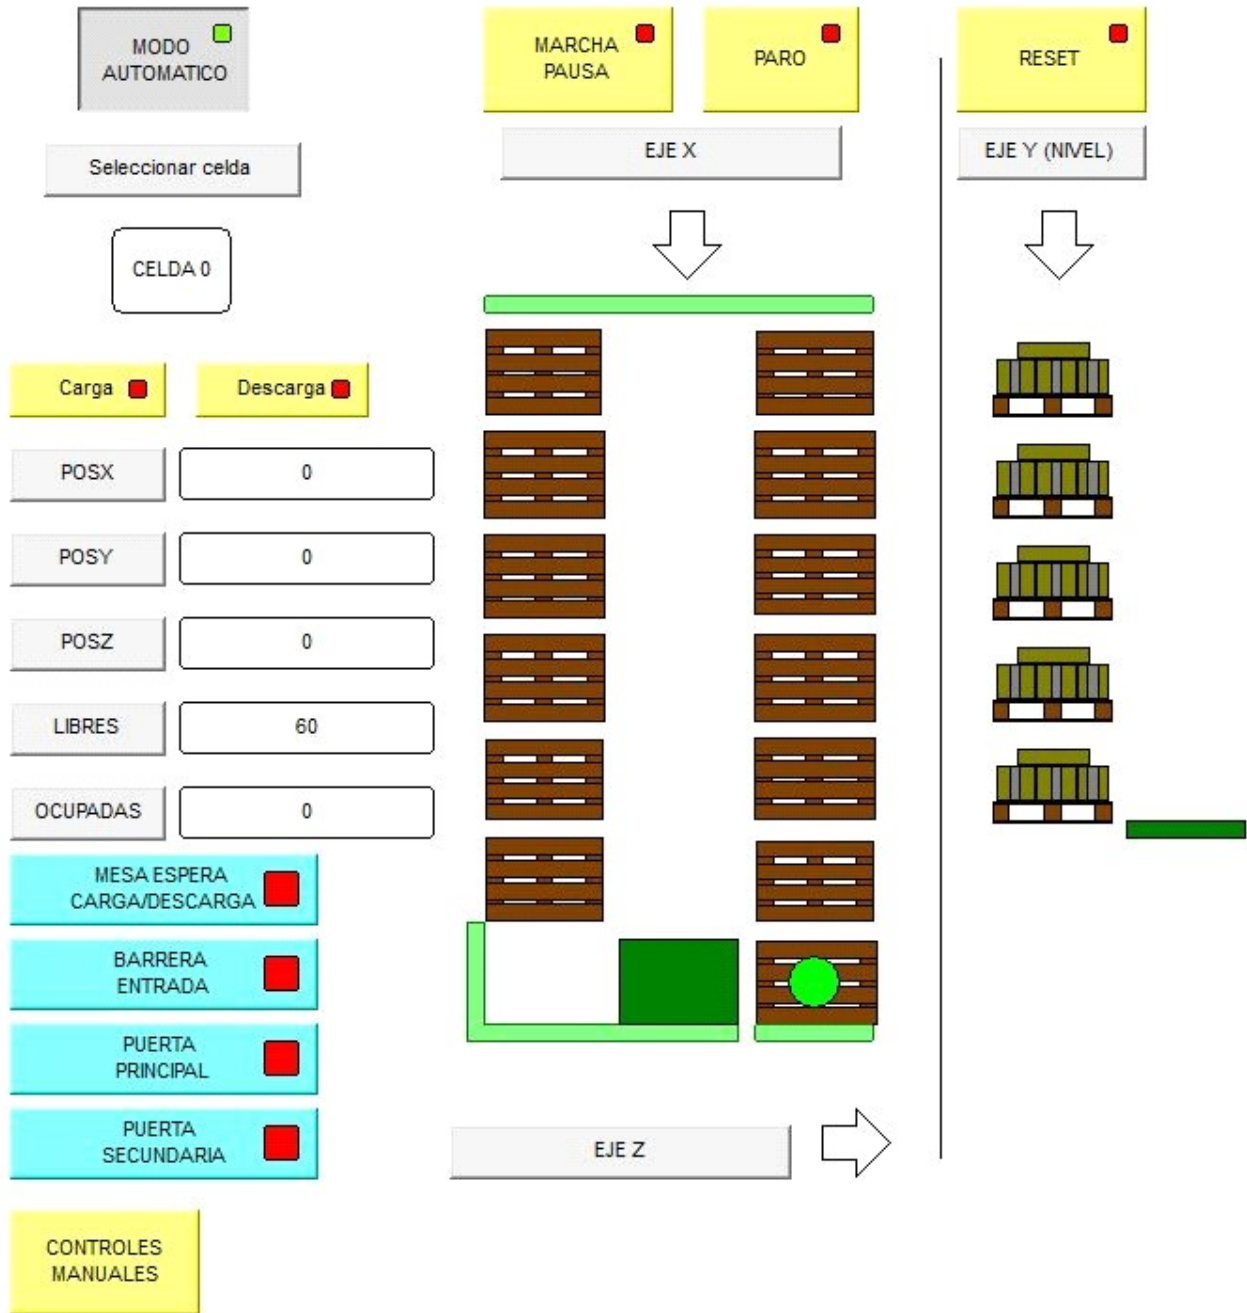 MODO
AUTOMATICO
MARCHA
PAUSA
PARO
RESET
Seleccionar celda
EJE X
EJE Y (NIVEL)
CELDA 0
Carga
Descarga
POSX
0
POSY
0
POSZ
0
LIBRES
60
OCUPADAS
0
MESA ESPERA
CARGA/DESCARGA
BARRERA
ENTRADA
PUERTA
PRINCIPAL
PUERTA
SECUNDARIA
EJE Z
CONTROLES
MANUALES